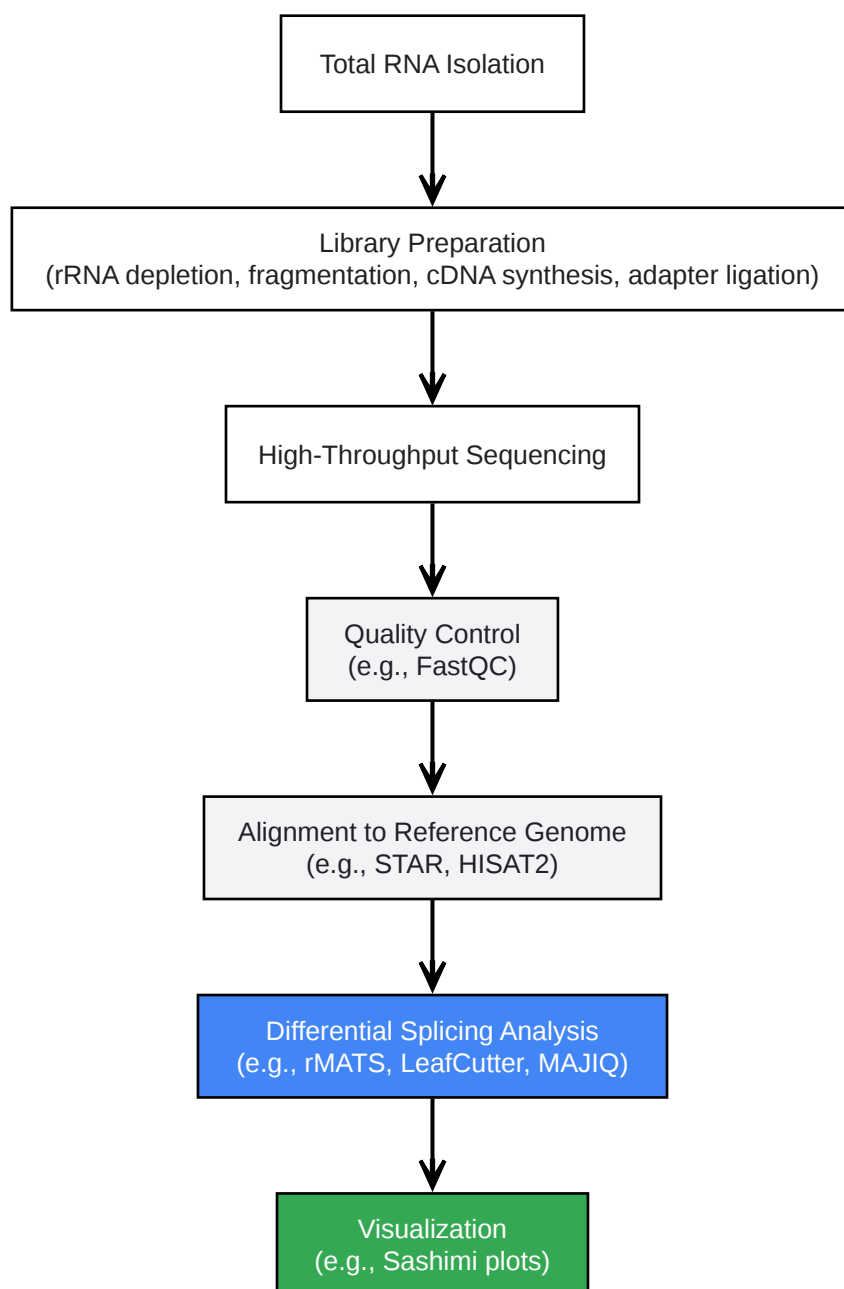 Total RNA Isolation
Library Preparation
(rRNA depletion, fragmentation, cDNA synthesis, adapter ligation)
High-Throughput Sequencing
Quality Control
(e.g., FastQC)
Alignment to Reference Genome
(e.g., STAR, HISAT2)
Differential Splicing Analysis
(e.g., rMATS, LeafCutter, MAJIQ)
Visualization
(e.g., Sashimi plots)